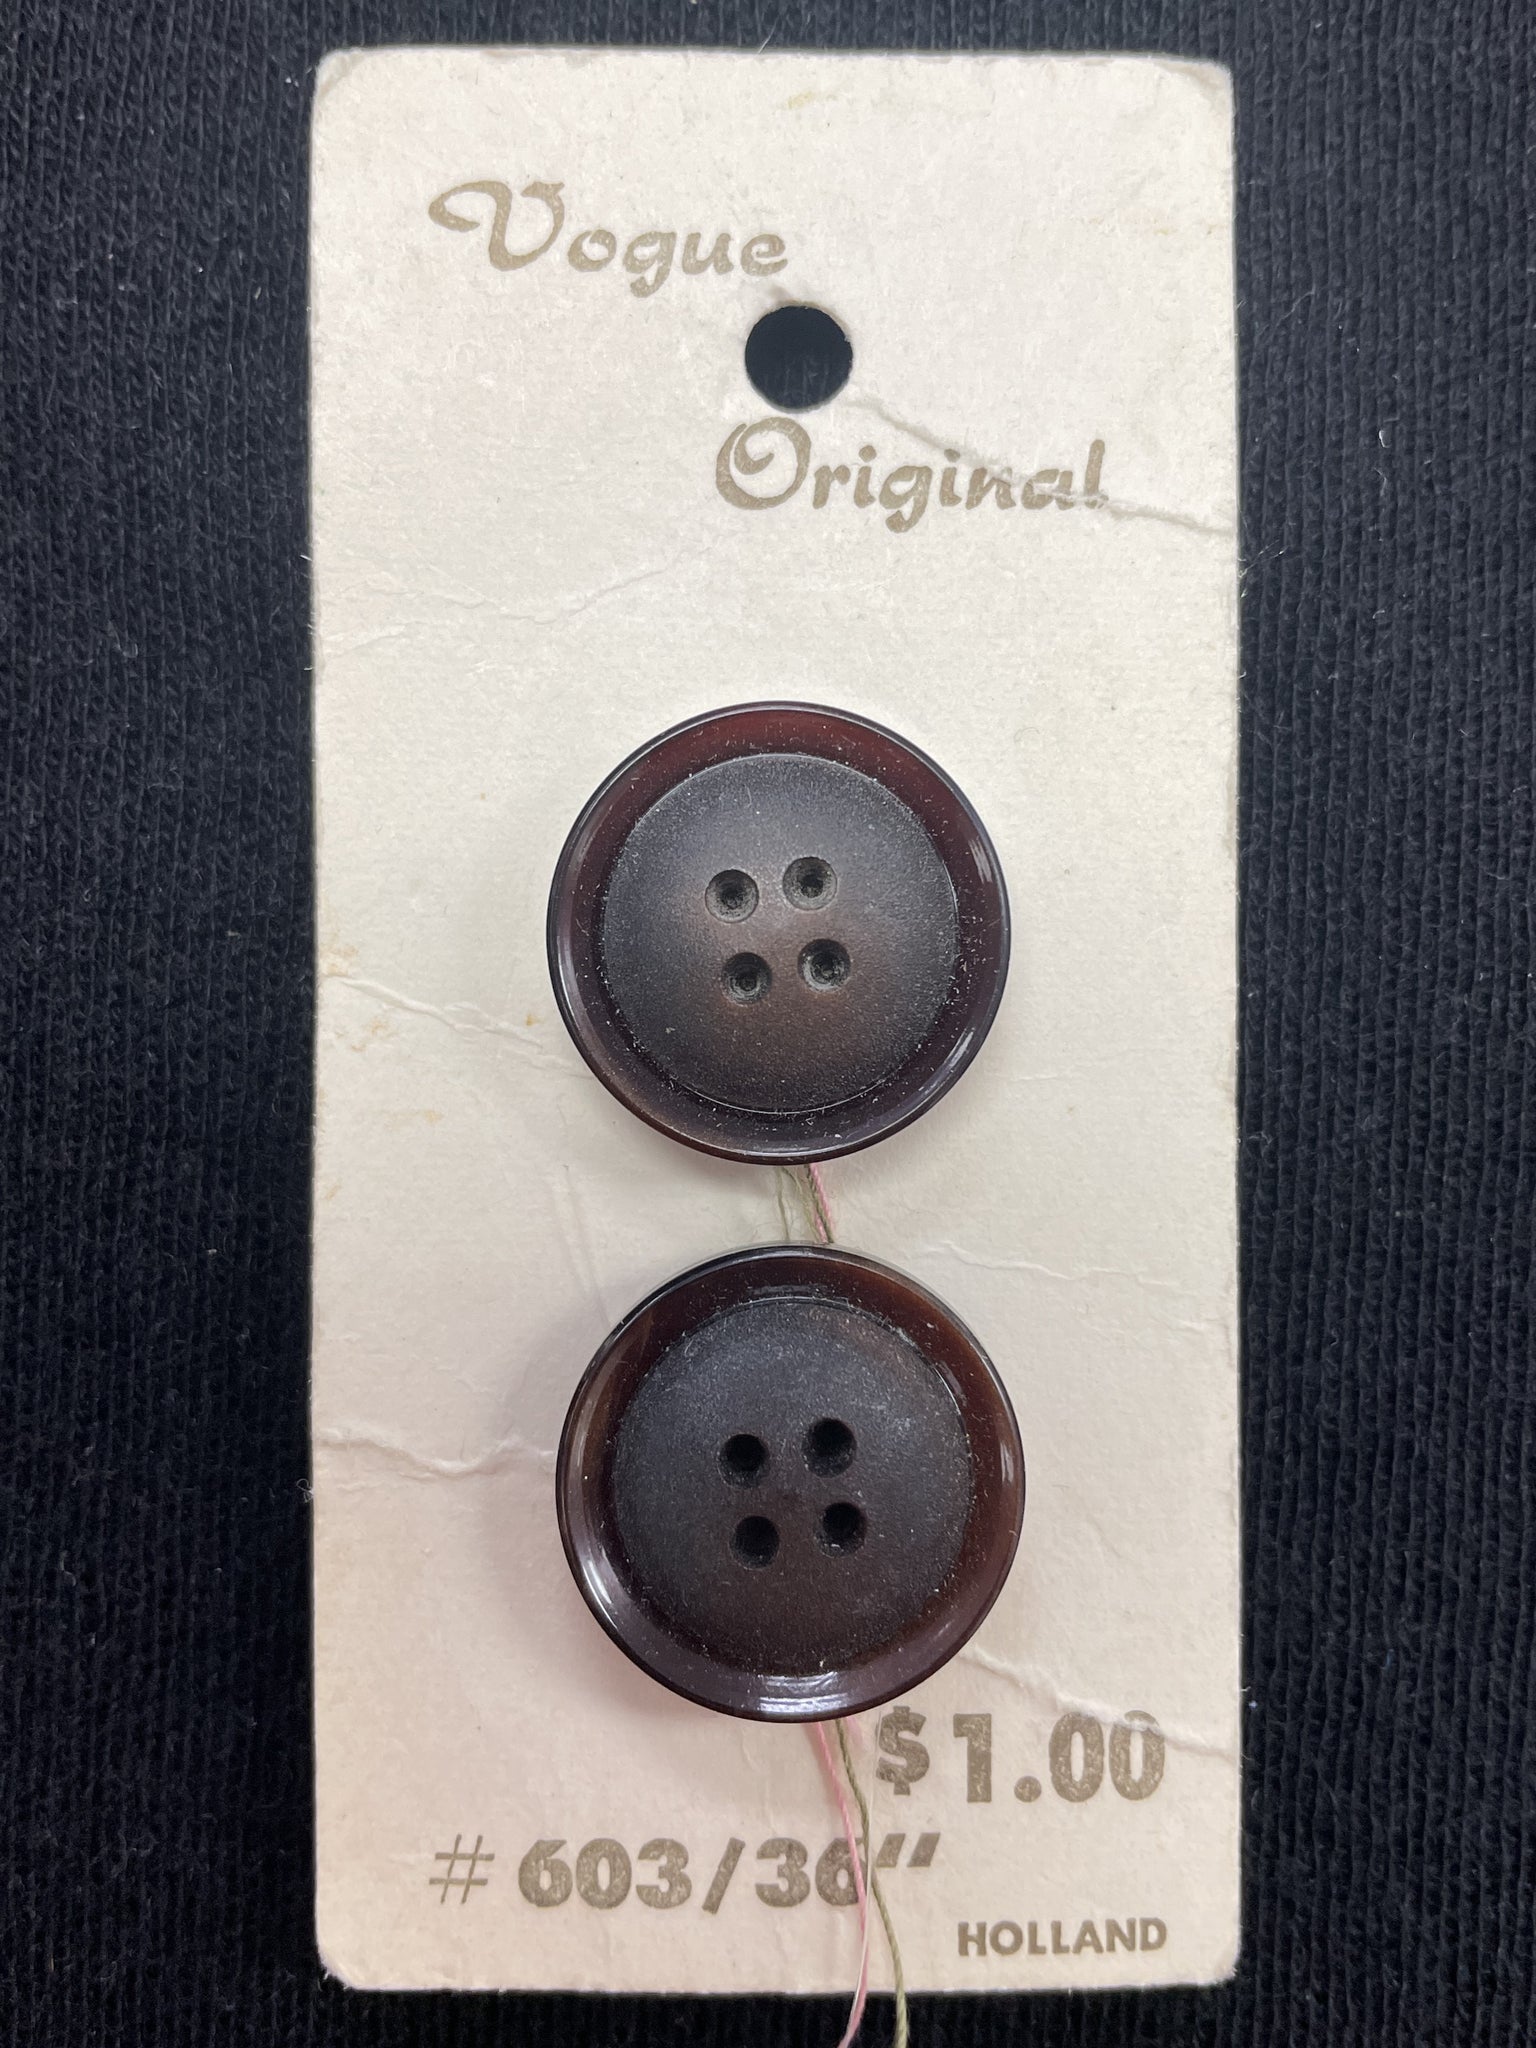 Vogue
Original
$1.00
# 603/36"
HOLLAND